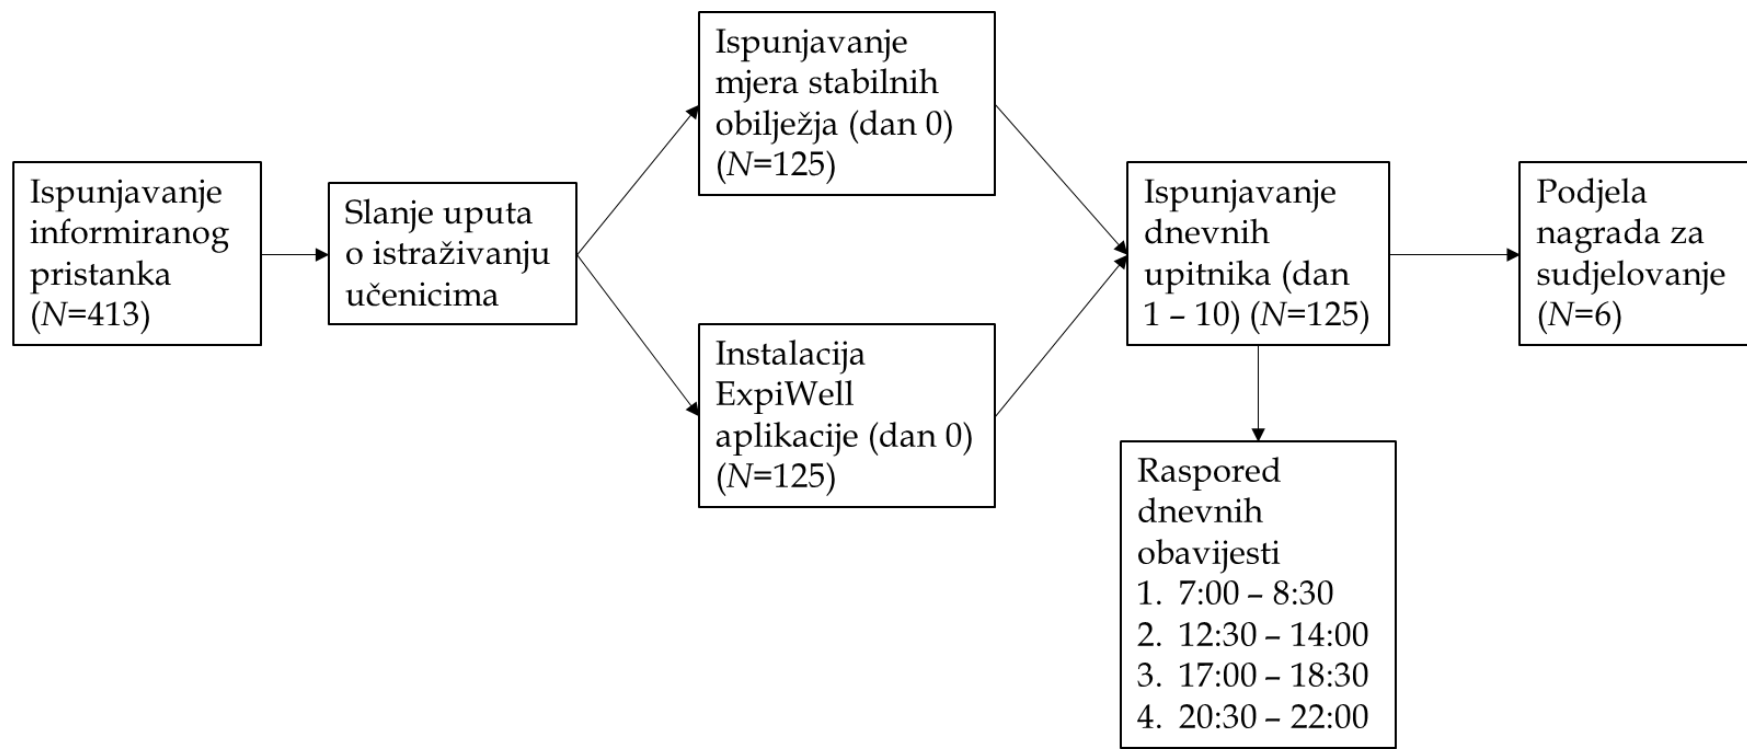 Ispunjavanje
informiranog
pristanka
(N=413)
Slanje uputa
o istraživanju
učenicima
Ispunjavanje
mjera stabilnih
obilježja (dan 0)
(N=125)
Instalacija
ExpiWell
aplikacije (dan 0)
(N=125)
Ispunjavanje
dnevnih
upitnika (dan
1 – 10) (N=125)
Raspored
dnevnih
obavijesti
1. 7:00 – 8:30
2. 12:30 – 14:00
3. 17:00 – 18:30
4. 20:30 – 22:00
Podjela
nagrada za
sudjelovanje
(N=6)